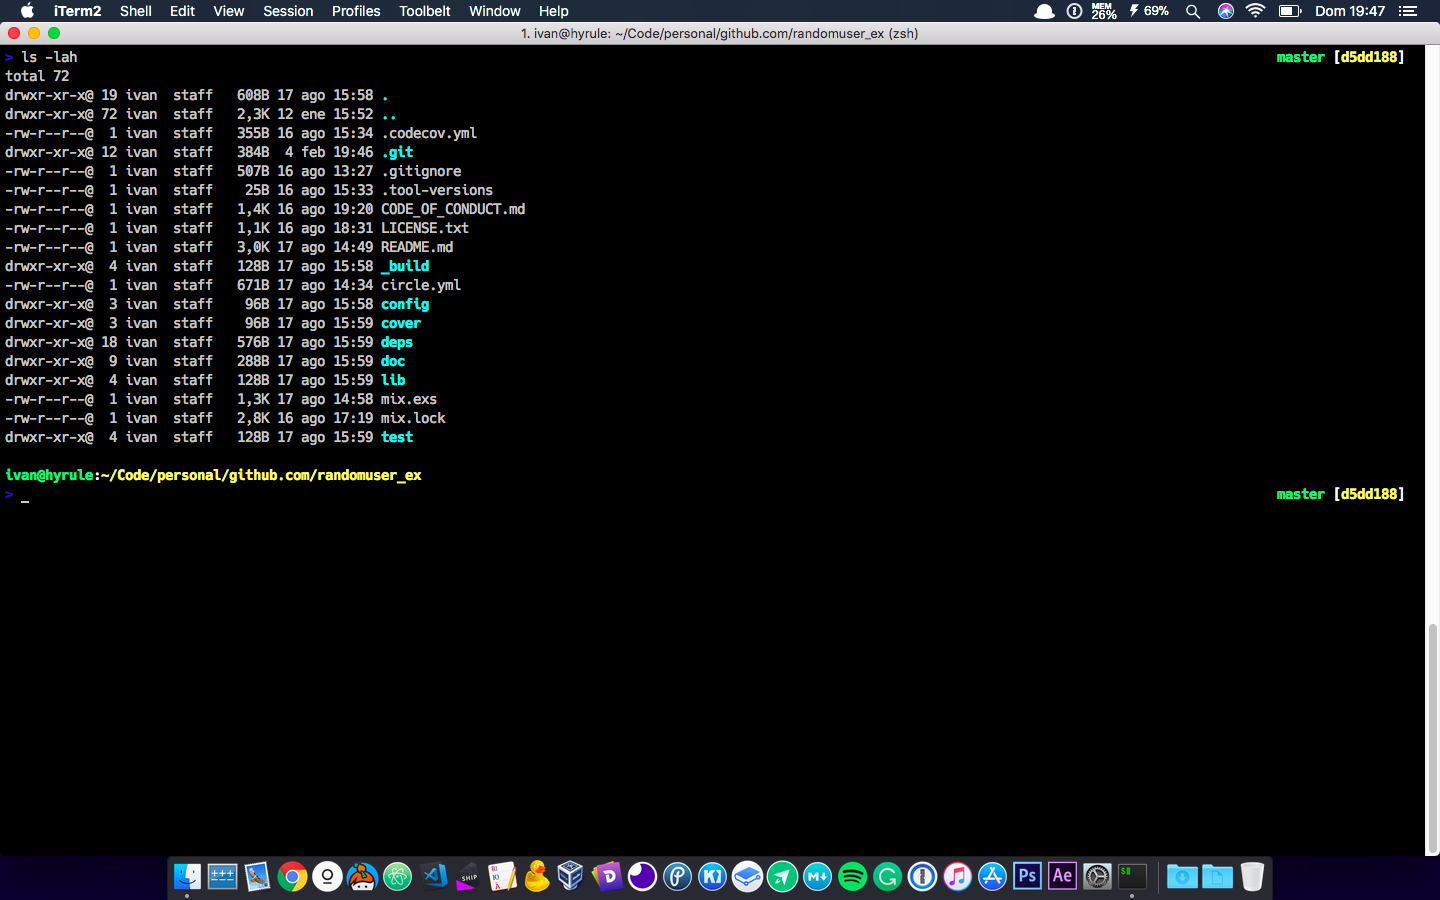 iTerm2 Shell Edit View Session Profiles Toolbelt Window Help MEM 26% 69% Dom 19:47
1. ivan@hyrule: ~/Code/personal/github.com/randomuser_ex (zsh)
> ls -lah master [d5dd188]
total 72
drwxr-xr-x@ 19 ivan staff 608B 17 ago 15:58 .
drwxr-xr-x@ 72 ivan staff 2,3K 12 ene 15:52 ..
-rw-r--r--@ 1 ivan staff 355B 16 ago 15:34 .codecov.yml
drwxr-xr-x@ 12 ivan staff 384B 4 feb 19:46 .git
-rw-r--r--@ 1 ivan staff 507B 16 ago 13:27 .gitignore
-rw-r--r--@ 1 ivan staff 25B 16 ago 15:33 .tool-versions
-rw-r--r--@ 1 ivan staff 1,4K 16 ago 19:20 CODE_OF_CONDUCT.md
-rw-r--r--@ 1 ivan staff 1,1K 16 ago 18:31 LICENSE.txt
-rw-r--r--@ 1 ivan staff 3,0K 17 ago 14:49 README.md
drwxr-xr-x@ 4 ivan staff 128B 17 ago 15:58 _build
-rw-r--r--@ 1 ivan staff 671B 17 ago 14:34 circle.yml
drwxr-xr-x@ 3 ivan staff 96B 17 ago 15:58 config
drwxr-xr-x@ 3 ivan staff 96B 17 ago 15:59 cover
drwxr-xr-x@ 18 ivan staff 576B 17 ago 15:59 deps
drwxr-xr-x@ 9 ivan staff 288B 17 ago 15:59 doc
drwxr-xr-x@ 4 ivan staff 128B 17 ago 15:59 lib
-rw-r--r--@ 1 ivan staff 1,3K 17 ago 14:58 mix.exs
-rw-r--r--@ 1 ivan staff 2,8K 16 ago 17:19 mix.lock
drwxr-xr-x@ 4 ivan staff 128B 17 ago 15:59 test
ivan@hyrule:~/Code/personal/github.com/randomuser_ex
> _ master [d5dd188]
SHIP D K M Ps Ae